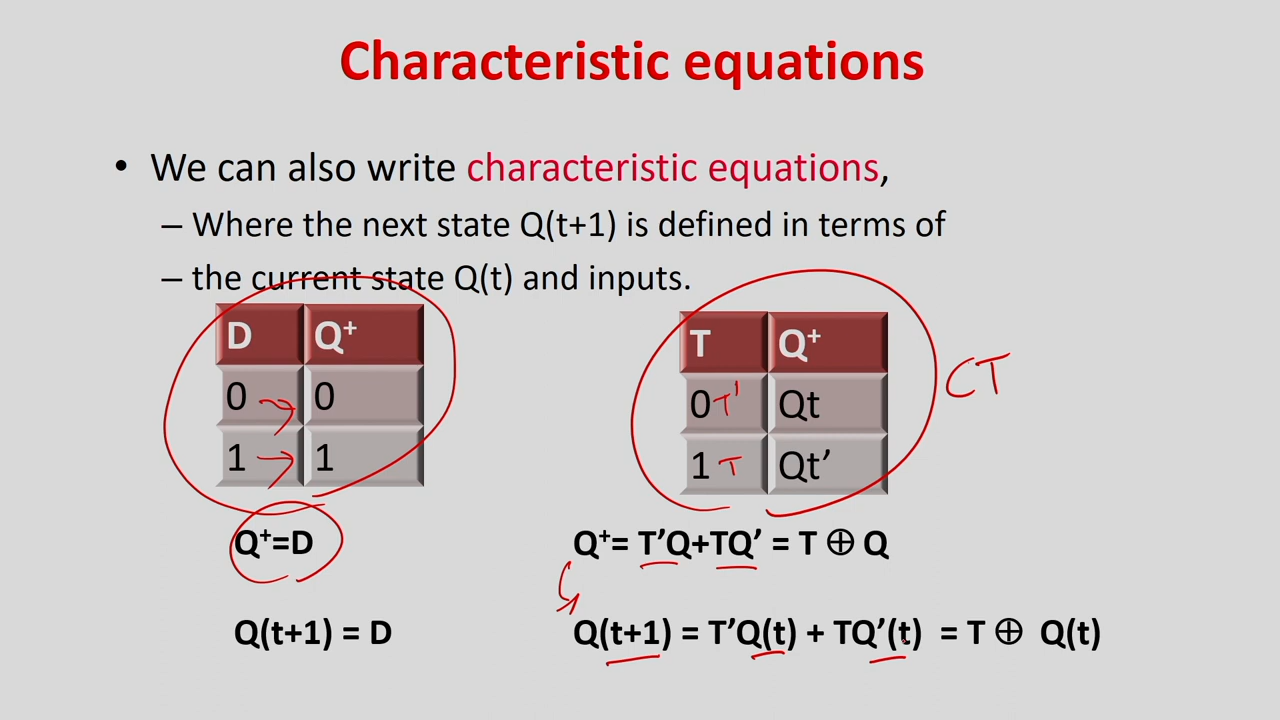 Characteristic equations
• We can also write characteristic equations,
– Where the next state Q(t+1) is defined in terms of
– the current state Q(t) and inputs.
D Q⁺
0 0
1 1
T Q⁺
0 T' Qt
1 T Qt’
CT
Q⁺=D
Q⁺= T’Q+TQ’ = T ⊕ Q
Q(t+1) = D
Q(t+1) = T’Q(t) + TQ’(t) = T ⊕ Q(t)